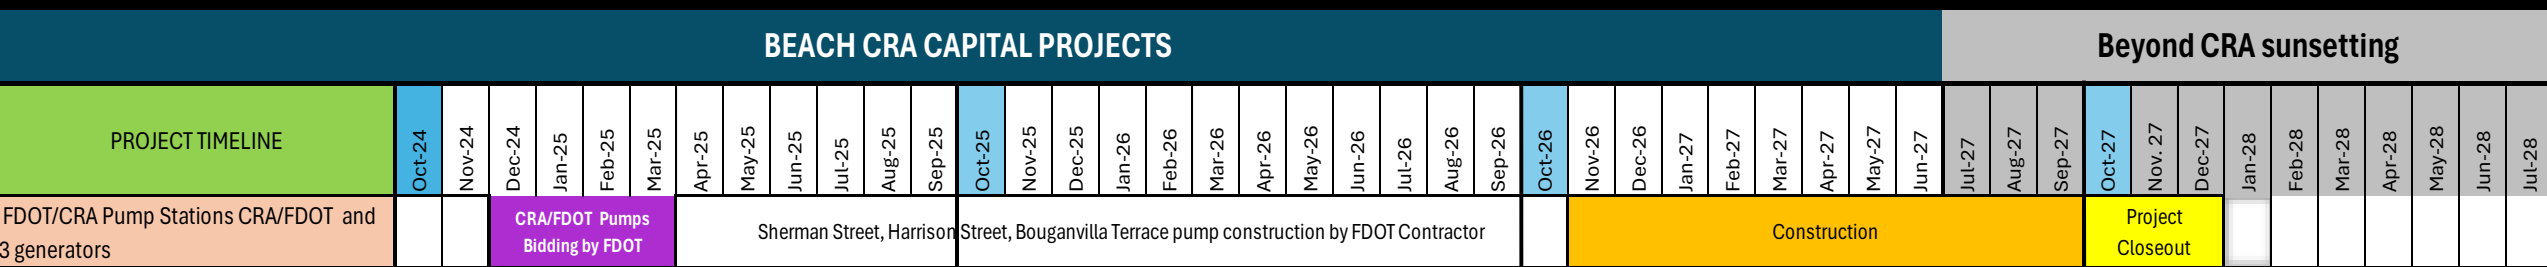 BEACH CRA CAPITAL PROJECTS
Beyond CRA sunsetting
PROJECT TIMELINE
Oct-24
Nov-24
Dec-24
Jan-25
Feb-25
Mar-25
Apr-25
May-25
Jun-25
Jul-25
Aug-25
Sep-25
Oct-25
Nov-25
Dec-25
Jan-26
Feb-26
Mar-26
Apr-26
May-26
Jun-26
Jul-26
Aug-26
Sep-26
Oct-26
Nov-26
Dec-26
Jan-27
Feb-27
Mar-27
Apr-27
May-27
Jun-27
Jul-27
Aug-27
Sep-27
Oct-27
Nov. 27
Dec-27
Jan-28
Feb-28
Mar-28
Apr-28
May-28
Jun-28
Jul-28
FDOT/CRA Pump Stations CRA/FDOT and
3 generators
CRA/FDOT Pumps
Bidding by FDOT
Sherman Street, Harrison Street, Bouganvilla Terrace pump construction by FDOT Contractor
Construction
Project
Closeout